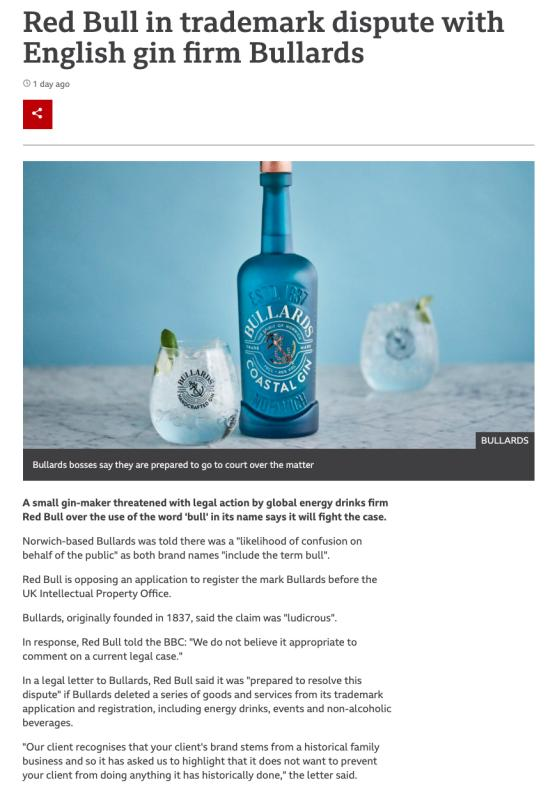 Red Bull in trademark dispute with
English gin firm Bullards
1 day ago
EST. 1837
BULLARDS
THE SPIRIT OF NORWICH
TRADE MARK
COASTAL GIN
NORWICH
BULLARDS
HANDCRAFTED GIN
BULLARDS
Bullards bosses say they are prepared to go to court over the matter
A small gin-maker threatened with legal action by global energy drinks firm
Red Bull over the use of the word 'bull' in its name says it will fight the case.
Norwich-based Bullards was told there was a "likelihood of confusion on
behalf of the public" as both brand names "include the term bull".
Red Bull is opposing an application to register the mark Bullards before the
UK Intellectual Property Office.
Bullards, originally founded in 1837, said the claim was "ludicrous".
In response, Red Bull told the BBC: "We do not believe it appropriate to
comment on a current legal case."
In a legal letter to Bullards, Red Bull said it was "prepared to resolve this
dispute" if Bullards deleted a series of goods and services from its trademark
application and registration, including energy drinks, events and non-alcoholic
beverages.
"Our client recognises that your client's brand stems from a historical family
business and so it has asked us to highlight that it does not want to prevent
your client from doing anything it has historically done," the letter said.